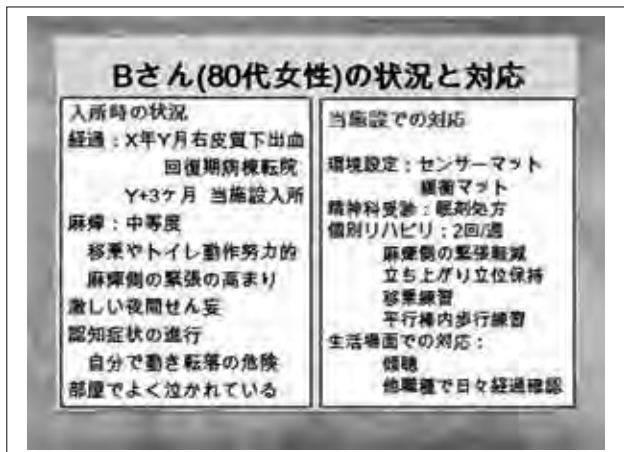 Bさん(80代女性)の状況と対応
入所時の状況
経過：X年Y月右皮質下出血
回復期病棟転院
Y+3ケ月 当施設入所
麻痺：中等度
移乗やトイレ動作努力的
麻痺側の緊張の高まり
激しい夜間せん妄
認知症状の進行
自分で動き転落の危険
部屋でよく泣かれている
当施設での対応
環境設定：センサーマット
緩衝マット
精神科受診：眠剤処方
個別リハビリ：2回/週
麻痺側の緊張軽減
立ち上がり立位保持
移乗練習
平行棒内歩行練習
生活場面での対応：
傾聴
他職種で日々経過確認